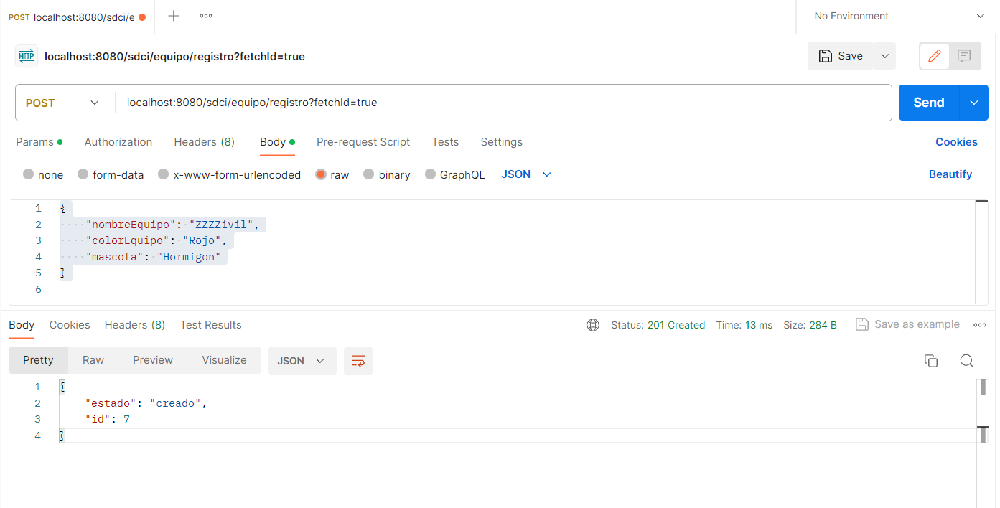 POST localhost:8080/sdci/e
No Environment
HTTP localhost:8080/sdci/equipo/registro?fetchId=true
Save
POST localhost:8080/sdci/equipo/registro?fetchId=true
Send
Params Authorization Headers (8) Body Pre-request Script Tests Settings Cookies
none form-data x-www-form-urlencoded raw binary GraphQL JSON Beautify
1 {
2 "nombreEquipo": "ZZZZivil",
3 "colorEquipo": "Rojo",
4 "mascota": "Hormigon"
5 }
6
Body Cookies Headers (8) Test Results Status: 201 Created Time: 13 ms Size: 284 B Save as example
Pretty Raw Preview Visualize JSON
1 {
2 "estado": "creado",
3 "id": 7
4 }